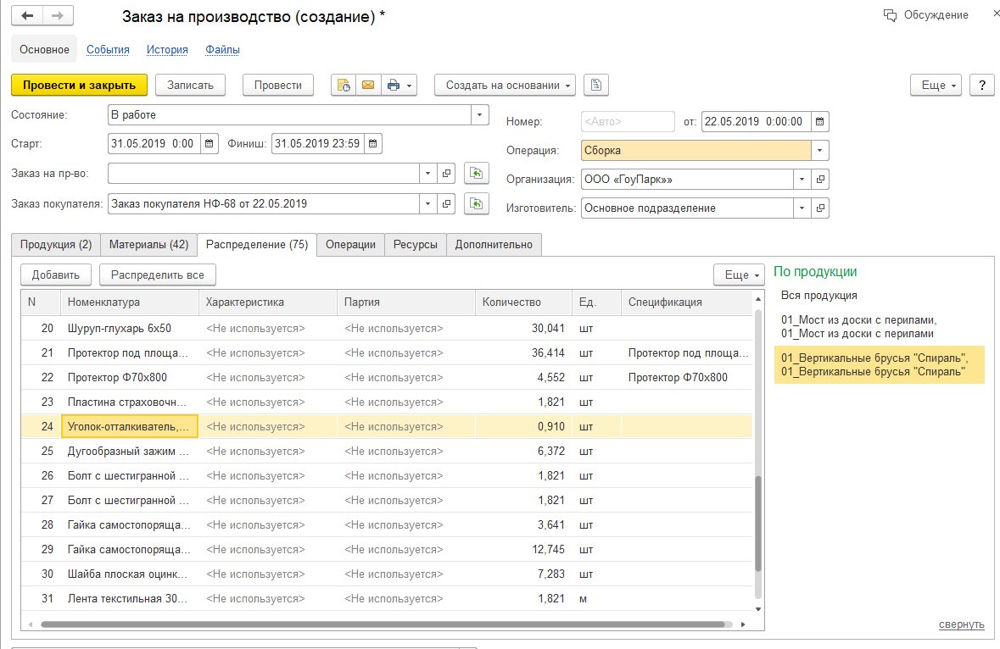 Заказ на производство (создание) *
Обсуждение
Основное События История Файлы
Провести и закрыть Записать Провести Создать на основании Еще ?
Состояние: В работе
Номер: <Авто> от: 22.05.2019 0:00:00
Старт: 31.05.2019 0:00 Финиш: 31.05.2019 23:59
Операция: Сборка
Заказ на пр-во:
Организация: ООО «ГоуПарк»»
Заказ покупателя: Заказ покупателя НФ-68 от 22.05.2019
Изготовитель: Основное подразделение
Продукция (2) Материалы (42) Распределение (75) Операции Ресурсы Дополнительно
Добавить Распределить все Еще
N Номенклатура Характеристика Партия Количество Ед. Спецификация
20 Шуруп-глухарь 6х50 <Не используется> <Не используется> 30,041 шт
21 Протектор под площа... <Не используется> <Не используется> 36,414 шт Протектор под площа...
22 Протектор Ф70х800 <Не используется> <Не используется> 4,552 шт Протектор Ф70х800
23 Пластина страховочн... <Не используется> <Не используется> 1,821 шт
24 Уголок-отталкиватель,... <Не используется> <Не используется> 0,910 шт
25 Дугообразный зажим ... <Не используется> <Не используется> 6,372 шт
26 Болт с шестигранной ... <Не используется> <Не используется> 1,821 шт
27 Болт с шестигранной ... <Не используется> <Не используется> 1,821 шт
28 Гайка самостопоряща... <Не используется> <Не используется> 3,641 шт
29 Гайка самостопоряща... <Не используется> <Не используется> 12,745 шт
30 Шайба плоская оцинк... <Не используется> <Не используется> 7,283 шт
31 Лента текстильная 30... <Не используется> <Не используется> 1,821 м
По продукции
Вся продукция
01_Мост из доски с перилами,
01_Мост из доски с перилами
01_Вертикальные брусья "Спираль",
01_Вертикальные брусья "Спираль"
свернуть